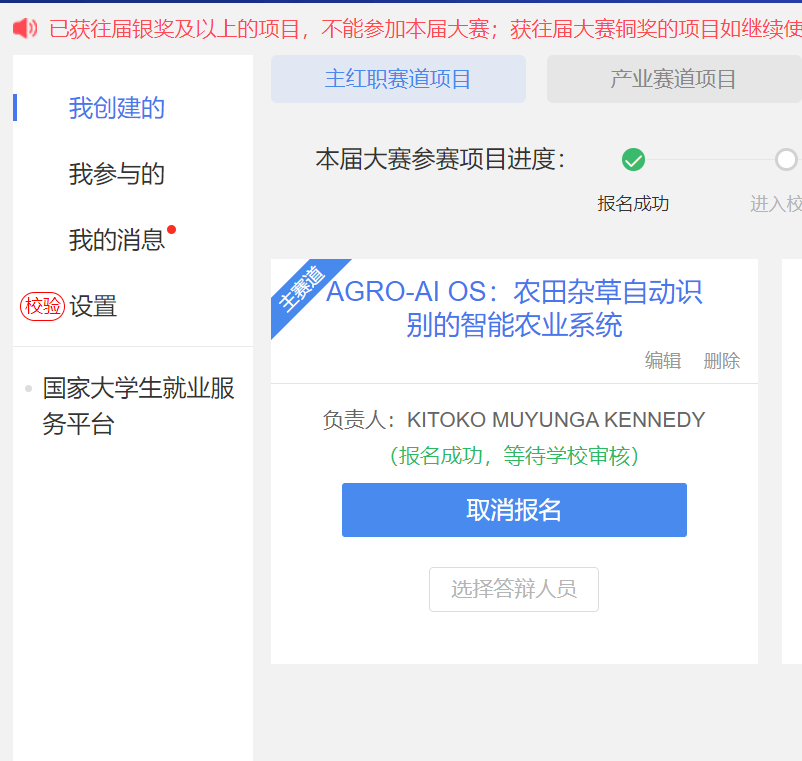 已获往届银奖及以上的项目，不能参加本届大赛；获往届大赛铜奖的项目如继续使
主红职赛道项目
产业赛道项目
我创建的
我参与的
我的消息
校验 设置
国家大学生就业服
务平台
本届大赛参赛项目进度：
报名成功
进入校
主赛道
AGRO-AI OS：农田杂草自动识
别的智能农业系统
编辑 删除
负责人：KITOKO MUYUNGA KENNEDY
（报名成功，等待学校审核）
取消报名
选择答辩人员